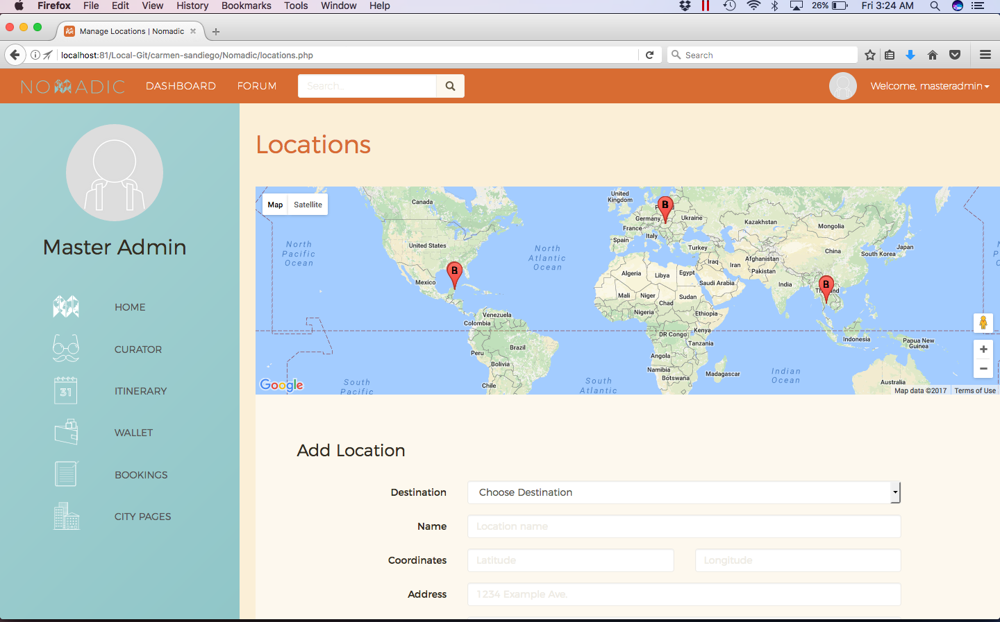 Firefox File Edit View History Bookmarks Tools Window Help 26% Fri 3:24 AM
Manage Locations | Nomadic
localhost:81/Local-Git/carmen-sandiego/Nomadic/locations.php
Search
NOMADIC DASHBOARD FORUM Search... Welcome, masteradmin
Master Admin
HOME
CURATOR
31 ITINERARY
WALLET
BOOKINGS
CITY PAGES
Locations
Map Satellite
Canada
United Kingdom
B
Germany
Ukraine
Kazakhstan
Mongolia
France
Italy
Spain
Turkey
China
Japan
South Korea
United States
North Pacific Ocean
North Atlantic Ocean
B
Mexico
Algeria
Libya
Egypt
Iraq
Iran
Afghanistan
Pakistan
Saudi Arabia
India
B
Mali
Niger
Chad
Sudan
Nigeria
Ethiopia
Venezuela
Colombia
DR Congo
Kenya
Tanzania
Indonesia
Papua New Guinea
Brazil
Peru
Bolivia
Angola
Namibia
Botswana
Madagascar
Chile
South Pacific
South Atlantic
Indian Ocean
Australia
Google
Map data ©2017 Terms of Use
Add Location
Destination Choose Destination
Name Location name
Coordinates Latitude Longitude
Address 1234 Example Ave.